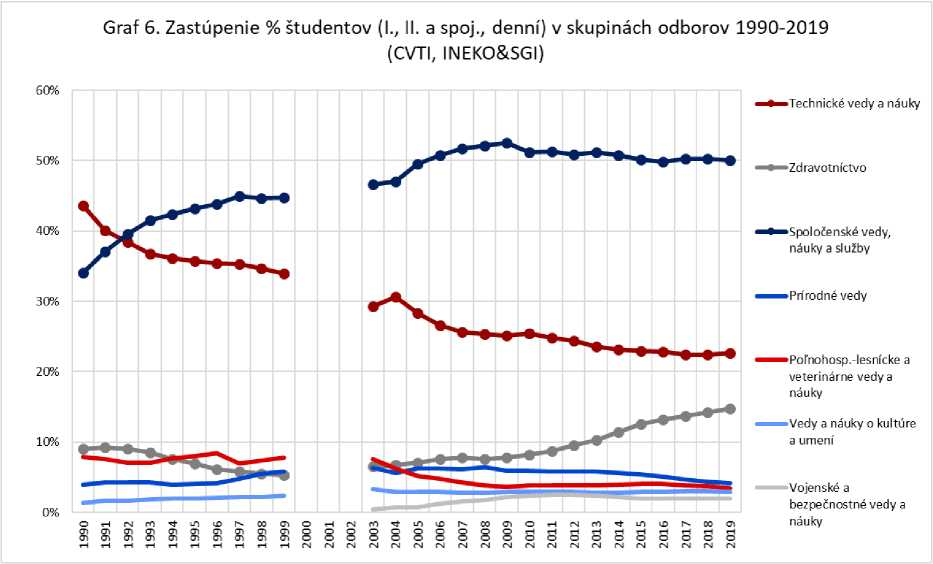 Graf 6. Zastúpenie % študentov (I., II. a spoj., denní) v skupinách odborov 1990-2019
(CVTI, INEKO&SGI)
60%
50%
40%
30%
20%
10%
0%
1990
1991
1992
1993
1994
1995
1996
1997
1998
1999
2000
2001
2002
2003
2004
2005
2006
2007
2008
2009
2010
2011
2012
2013
2014
2015
2016
2017
2018
2019
Technické vedy a náuky
Zdravotníctvo
Spoločenské vedy,
náuky a služby
Prírodné vedy
Poľnohosp.-lesnícke a
veterinárne vedy a
náuky
Vedy a náuky o kultúre
a umení
Vojenské a
bezpečnostné vedy a
náuky